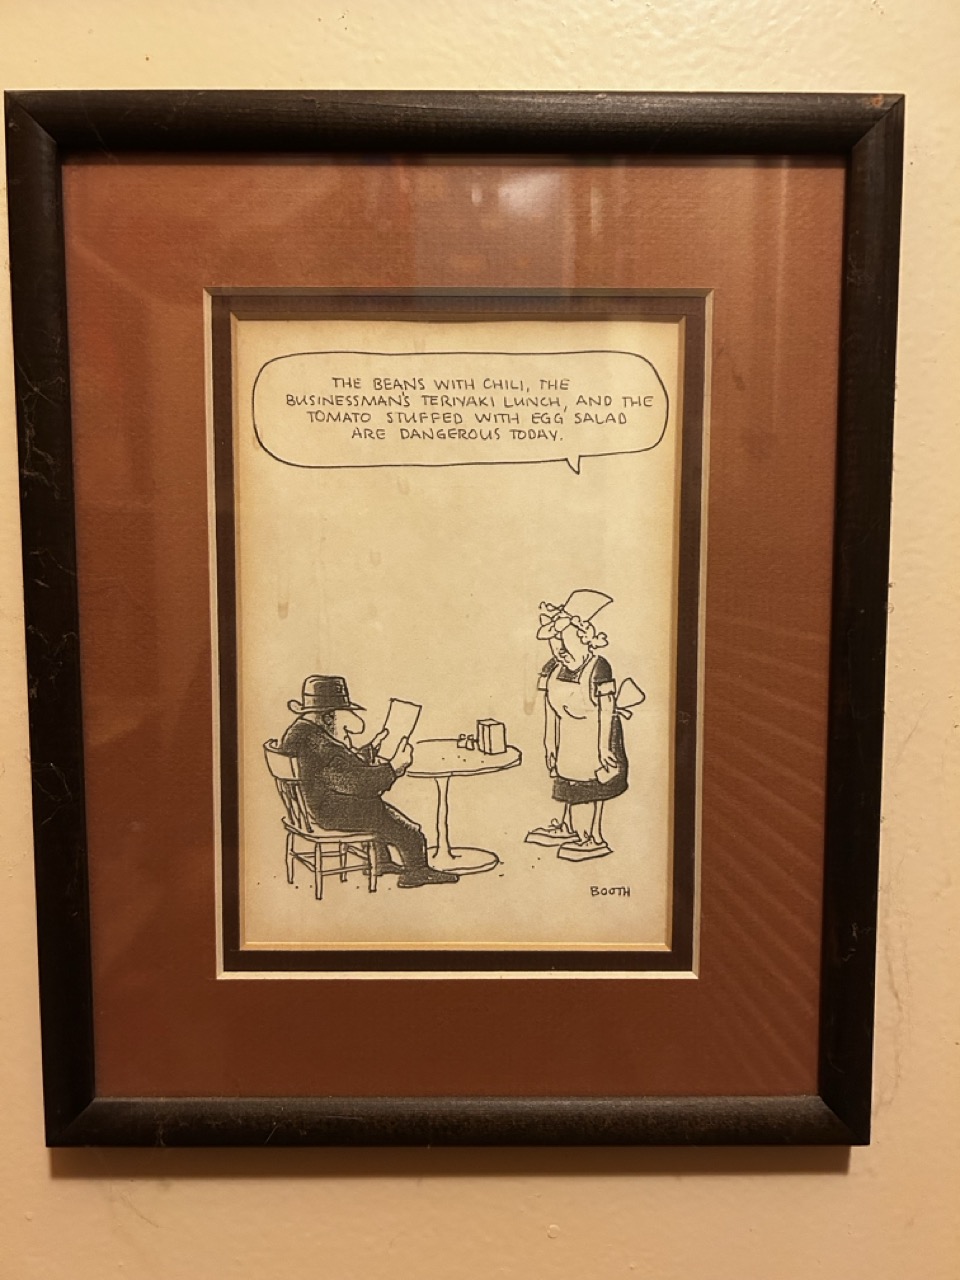 THE BEANS WITH CHILI, THE
BUSINESSMAN'S TERIYAKI LUNCH, AND THE
TOMATO STUFFED WITH EGG SALAD
ARE DANGEROUS TODAY.
BOOTH